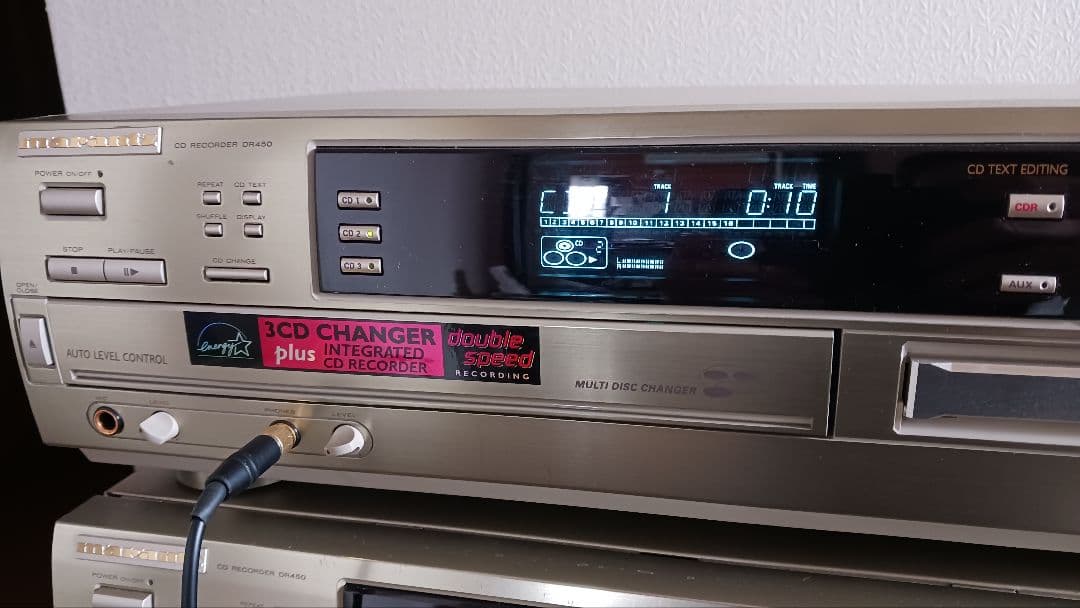 marantz
CD RECORDER DR450
POWER ON/OFF
REPEAT CD TEXT
SHUFFLE DISPLAY
STOP PLAY/PAUSE
CD CHANGE
OPEN/
CLOSE
CD 1
CD 2
CD 3
TRACK
TRACK TIME
1 0:10
1 2 3 4 5 6 7 8 9 10 11 12 13 14 15 16
CD
L
R
CD TEXT EDITING
CDR
AUX
AUTO LEVEL CONTROL
energy
3CD CHANGER
plus INTEGRATED
CD RECORDER
double
speed
RECORDING
MULTI DISC CHANGER
MIC
LEVEL
PHONES
LEVEL
marantz
CD RECORDER DR450
POWER ON/OFF
REPEAT